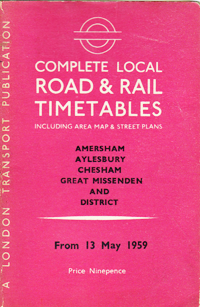 A LONDON TRANSPORT PUBLICATION
COMPLETE LOCAL
ROAD & RAIL
TIMETABLES
INCLUDING AREA MAP & STREET PLANS
AMERSHAM
AYLESBURY
CHESHAM
GREAT MISSENDEN
AND
DISTRICT
From 13 May 1959
Price Ninepence